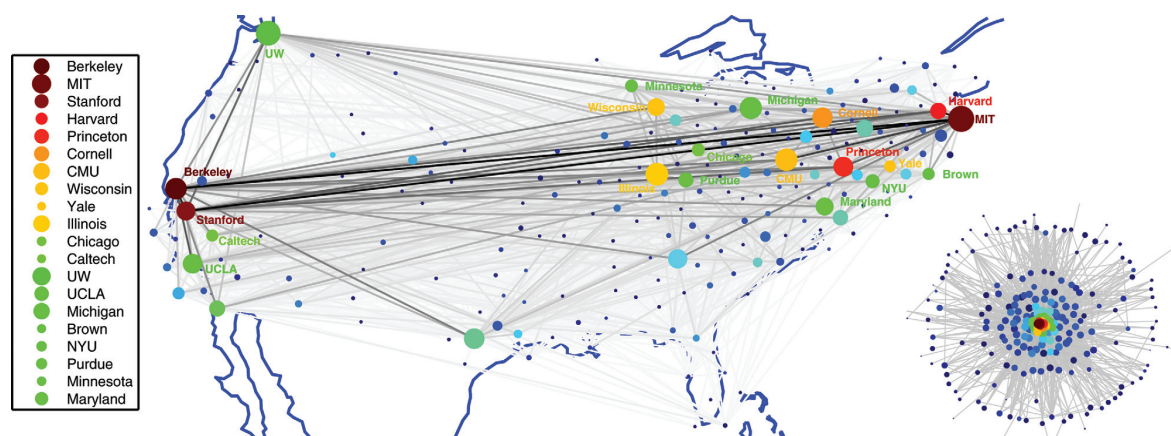 Berkeley
MIT
Stanford
Harvard
Princeton
Cornell
CMU
Wisconsin
Yale
Illinois
Chicago
Caltech
UW
UCLA
Michigan
Brown
NYU
Purdue
Minnesota
Maryland
UW
Minnesota
Wisconsin
Michigan
Harvard
Cornell
MIT
Chicago
Princeton
Yale
Berkeley
Illinois
Purdue
CMU
Brown
NYU
Stanford
Maryland
Caltech
UCLA